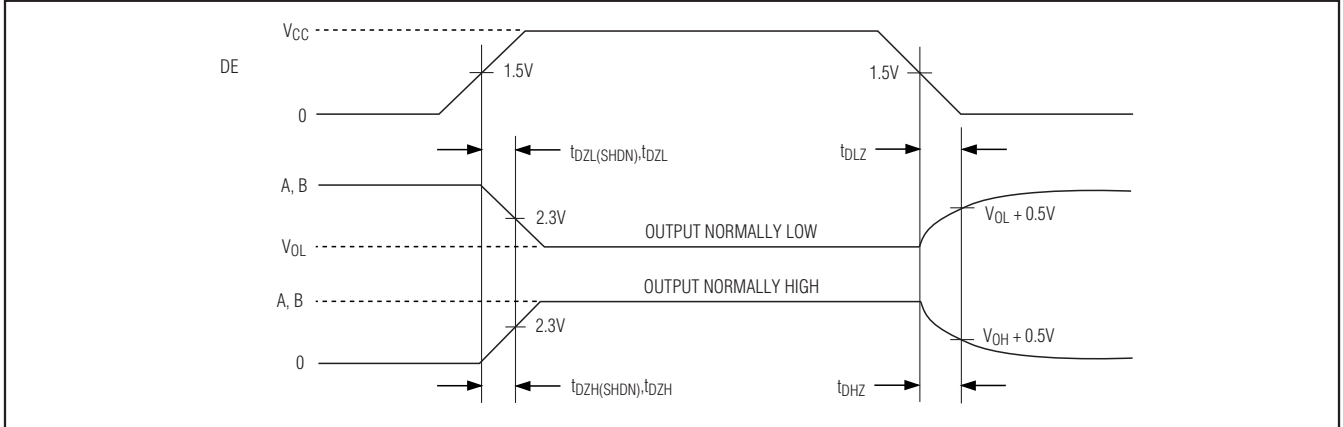 VCC
DE
1.5V
1.5V
0
tDZL(SHDN),tDZL
tDLZ
A, B
2.3V
VOL + 0.5V
OUTPUT NORMALLY LOW
VOL
OUTPUT NORMALLY HIGH
A, B
2.3V
VOH + 0.5V
0
tDZH(SHDN),tDZH
tDHZ